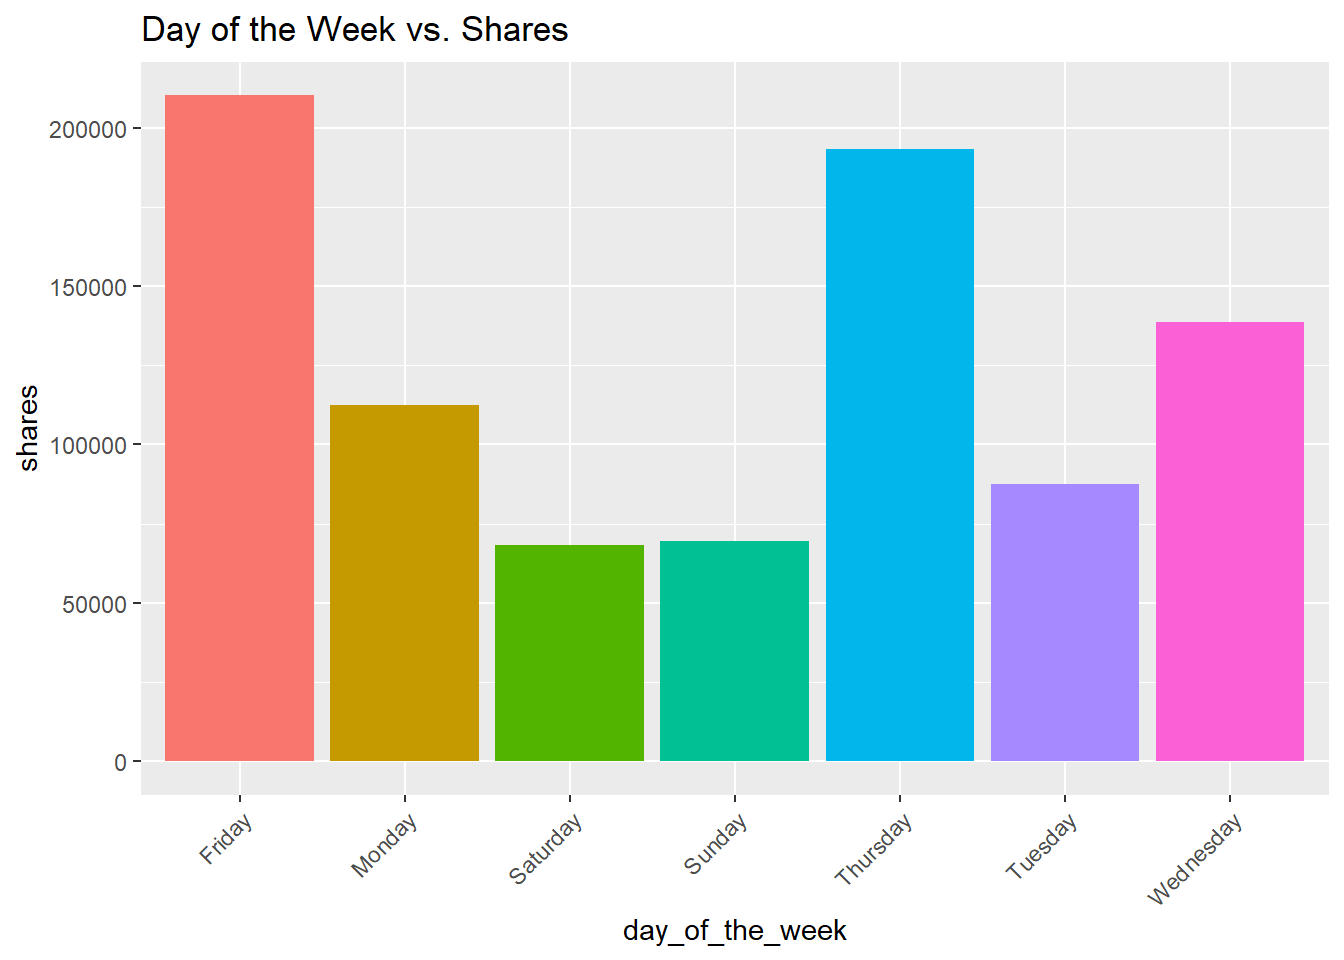 Day of the Week vs. Shares
shares
200000
150000
100000
50000
0
Friday
Monday
Saturday
Sunday
Thursday
Tuesday
Wednesday
day_of_the_week